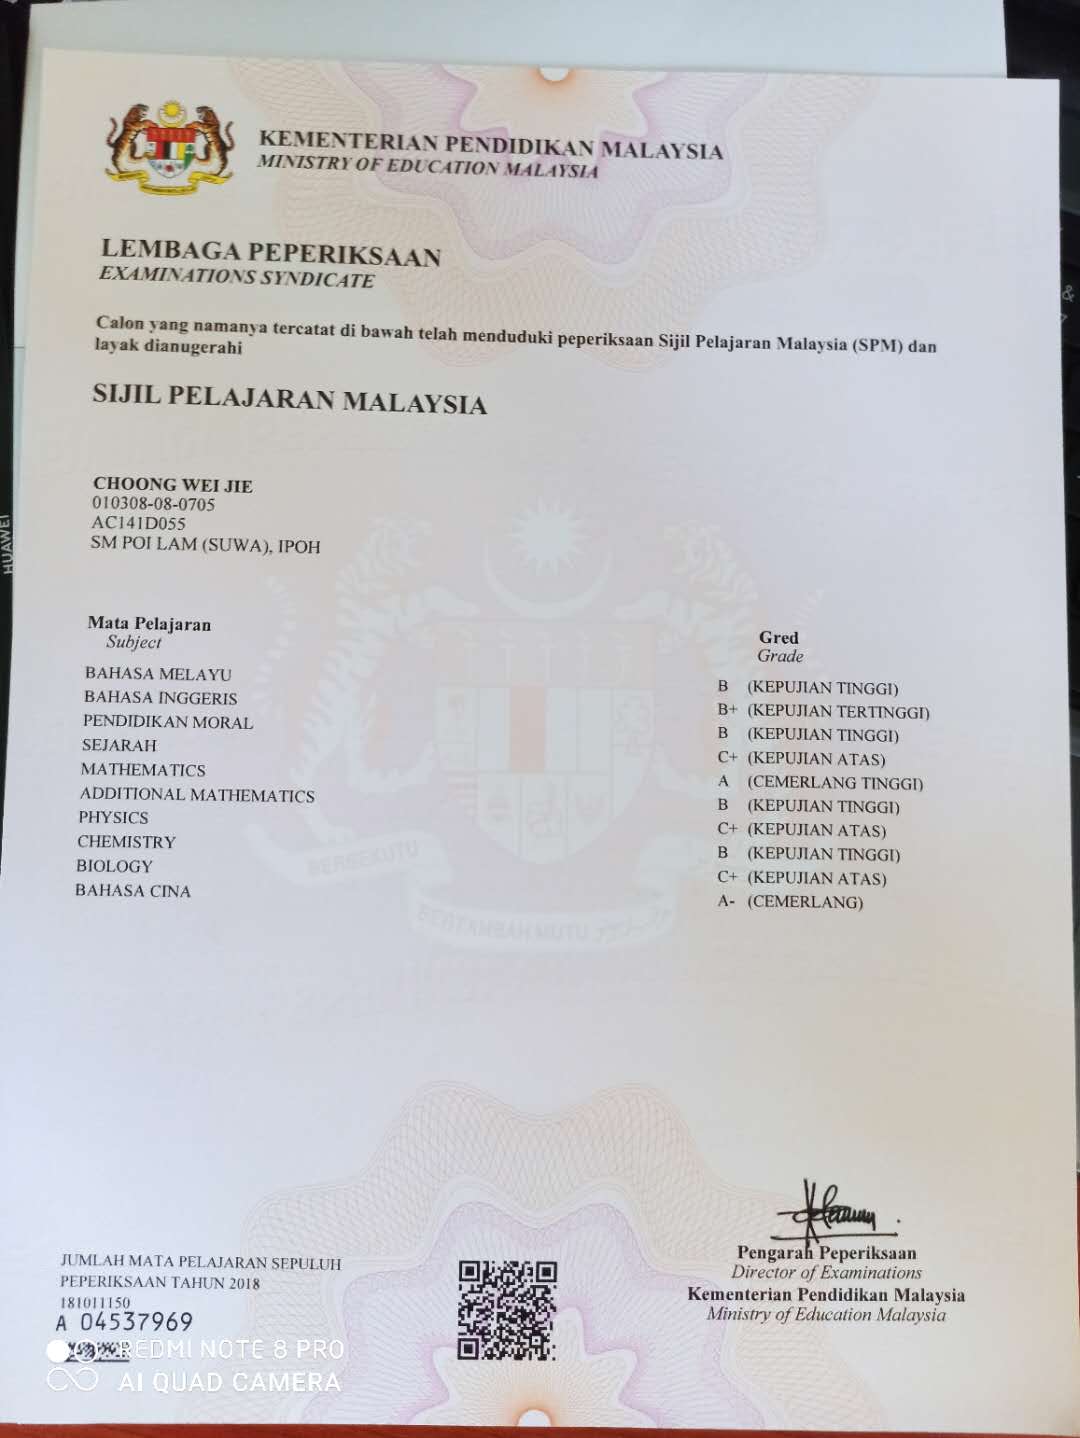 KEMENTERIAN PENDIDIKAN MALAYSIA
MINISTRY OF EDUCATION MALAYSIA
LEMBAGA PEPERIKSAAN
EXAMINATIONS SYNDICATE
Calon yang namanya tercatat di bawah telah menduduki peperiksaan Sijil Pelajaran Malaysia (SPM) dan
layak dianugerahi
SIJIL PELAJARAN MALAYSIA
CHOONG WEI JIE
010308-08-0705
AC141D055
SM POI LAM (SUWA), IPOH
Mata Pelajaran Gred
Subject Grade
BAHASA MELAYU B (KEPUJIAN TINGGI)
BAHASA INGGERIS B+ (KEPUJIAN TERTINGGI)
PENDIDIKAN MORAL B (KEPUJIAN TINGGI)
SEJARAH C+ (KEPUJIAN ATAS)
MATHEMATICS A (CEMERLANG TINGGI)
ADDITIONAL MATHEMATICS B (KEPUJIAN TINGGI)
PHYSICS C+ (KEPUJIAN ATAS)
CHEMISTRY B (KEPUJIAN TINGGI)
BIOLOGY C+ (KEPUJIAN ATAS)
BAHASA CINA A- (CEMERLANG)
BERSEKUTU
BERTAMBAH MUTU
JUMLAH MATA PELAJARAN SEPULUH
PEPERIKSAAN TAHUN 2018
181011150
A 04537969
Pengarah Peperiksaan
Director of Examinations
Kementerian Pendidikan Malaysia
Ministry of Education Malaysia
REDMI NOTE 8 PRO
AI QUAD CAMERA
HUAWEI
&
7